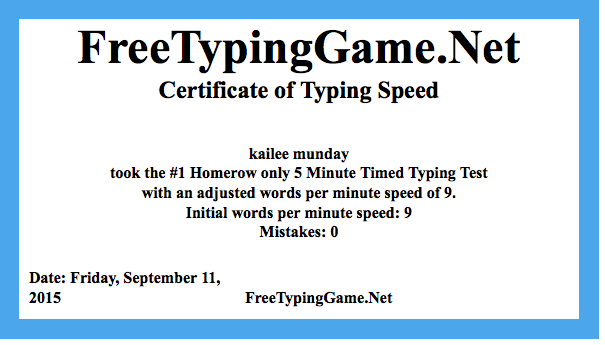 FreeTypingGame.Net
Certificate of Typing Speed
kailee munday
took the #1 Homerow only 5 Minute Timed Typing Test
with an adjusted words per minute speed of 9.
Initial words per minute speed: 9
Mistakes: 0
Date: Friday, September 11,
2015
FreeTypingGame.Net